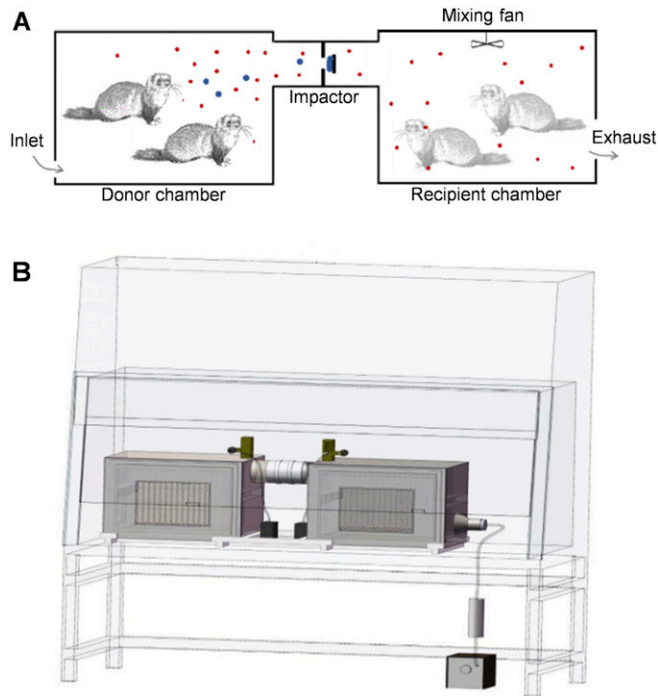 A
Mixing fan
Impactor
Inlet
Exhaust
Donor chamber
Recipient chamber
B